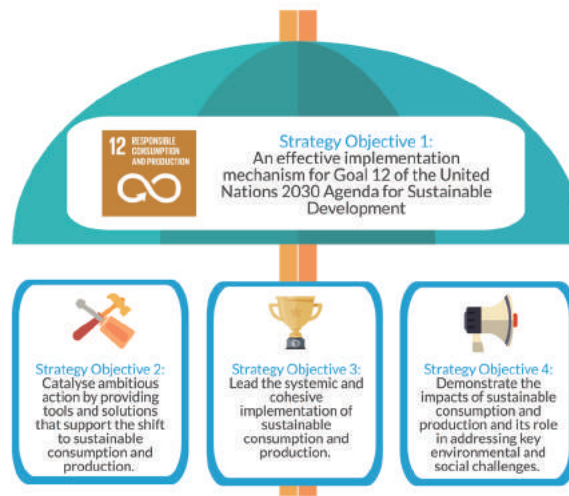 12 RESPONSIBLE
CONSUMPTION
AND PRODUCTION
Strategy Objective 1:
An effective implementation
mechanism for Goal 12 of the United
Nations 2030 Agenda for Sustainable
Development
Strategy Objective 2:
Catalyse ambitious
action by providing
tools and solutions
that support the shift
to sustainable
consumption and
production.
Strategy Objective 3:
Lead the systemic and
cohesive
implementation of
sustainable
consumption and
production.
Strategy Objective 4:
Demonstrate the
impacts of sustainable
consumption and
production and its role
in addressing key
environmental and
social challenges.